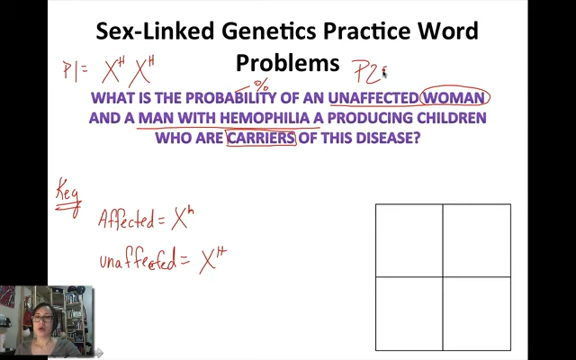 Sex-Linked Genetics Practice Word
Problems
P1= X^H X^H
P2:
%
WHAT IS THE PROBABILITY OF AN UNAFFECTED WOMAN
AND A MAN WITH HEMOPHILIA A PRODUCING CHILDREN
WHO ARE CARRIERS OF THIS DISEASE?
Key
Affected = X^h
unaffected = X^H